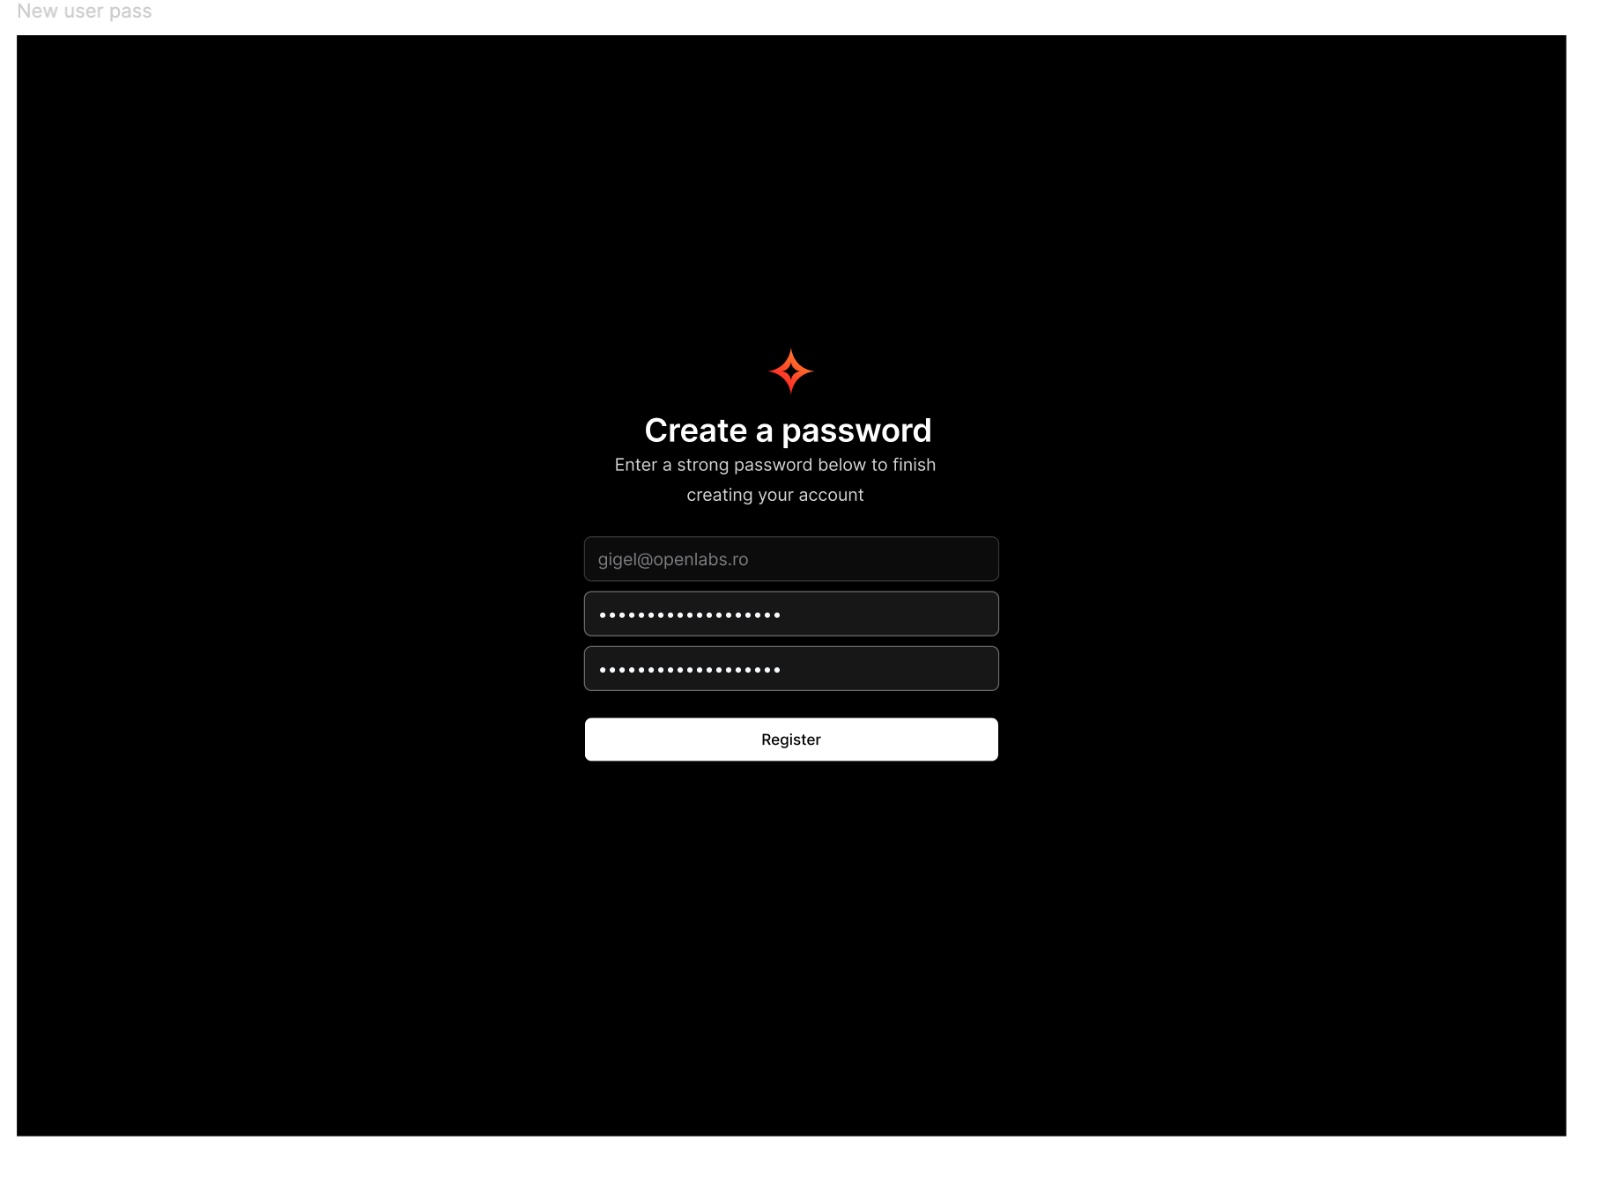 New user pass
Create a password
Enter a strong password below to finish
creating your account
gigel@openlabs.ro
•••••••••••••••••••
•••••••••••••••••••
Register